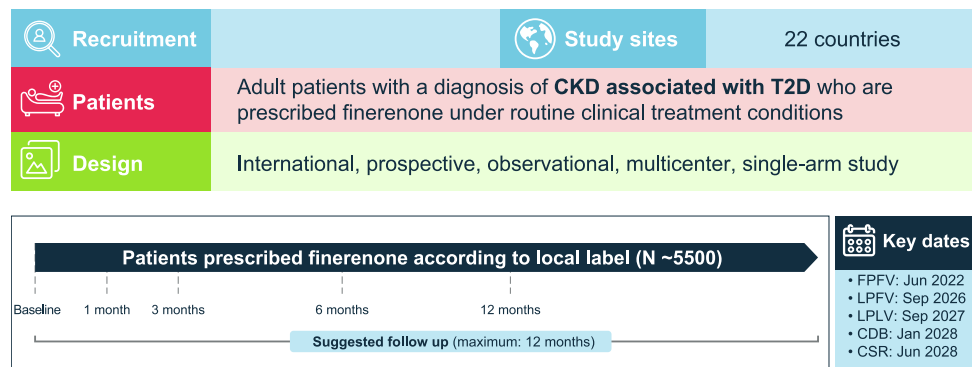 Recruitment
Study sites
22 countries
Patients
Adult patients with a diagnosis of CKD associated with T2D who are
prescribed finerenone under routine clinical treatment conditions
Design
International, prospective, observational, multicenter, single-arm study
Patients prescribed finerenone according to local label (N ~5500)
Baseline
1 month
3 months
6 months
12 months
Suggested follow up (maximum: 12 months)
Key dates
• FPFV: Jun 2022
• LPFV: Sep 2026
• LPLV: Sep 2027
• CDB: Jan 2028
• CSR: Jun 2028